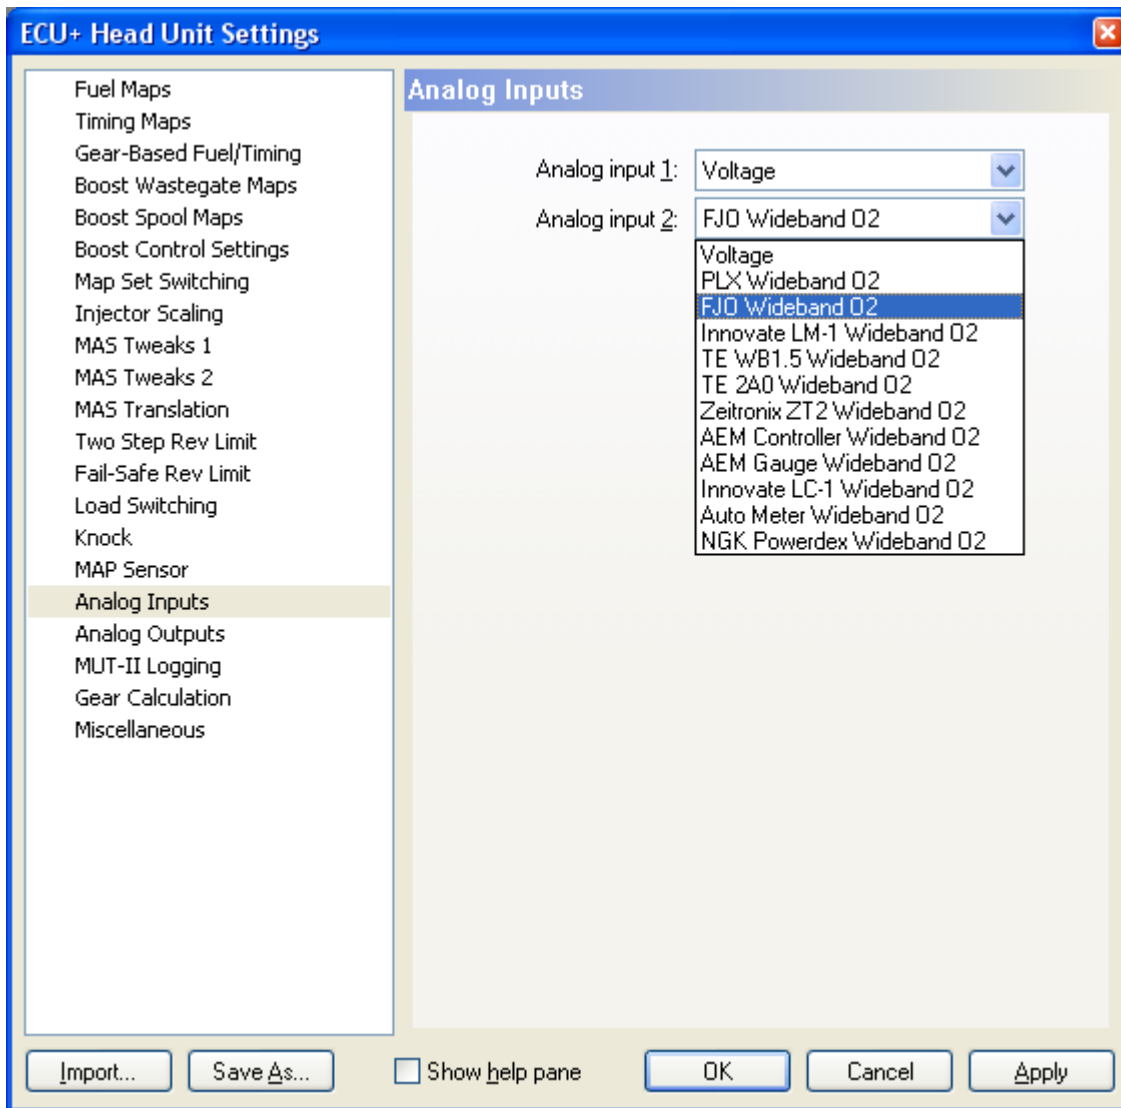 ECU+ Head Unit Settings
Fuel Maps
Timing Maps
Gear-Based Fuel/Timing
Boost Wastegate Maps
Boost Spool Maps
Boost Control Settings
Map Set Switching
Injector Scaling
MAS Tweaks 1
MAS Tweaks 2
MAS Translation
Two Step Rev Limit
Fail-Safe Rev Limit
Load Switching
Knock
MAP Sensor
Analog Inputs
Analog Outputs
MUT-II Logging
Gear Calculation
Miscellaneous
Analog Inputs
Analog input 1: Voltage
Analog input 2: FJO Wideband O2
Voltage
PLX Wideband O2
FJO Wideband O2
Innovate LM-1 Wideband O2
TE WB1.5 Wideband O2
TE 2A0 Wideband O2
Zeitronix ZT2 Wideband O2
AEM Controller Wideband O2
AEM Gauge Wideband O2
Innovate LC-1 Wideband O2
Auto Meter Wideband O2
NGK Powerdex Wideband O2
Import... Save As... Show help pane OK Cancel Apply